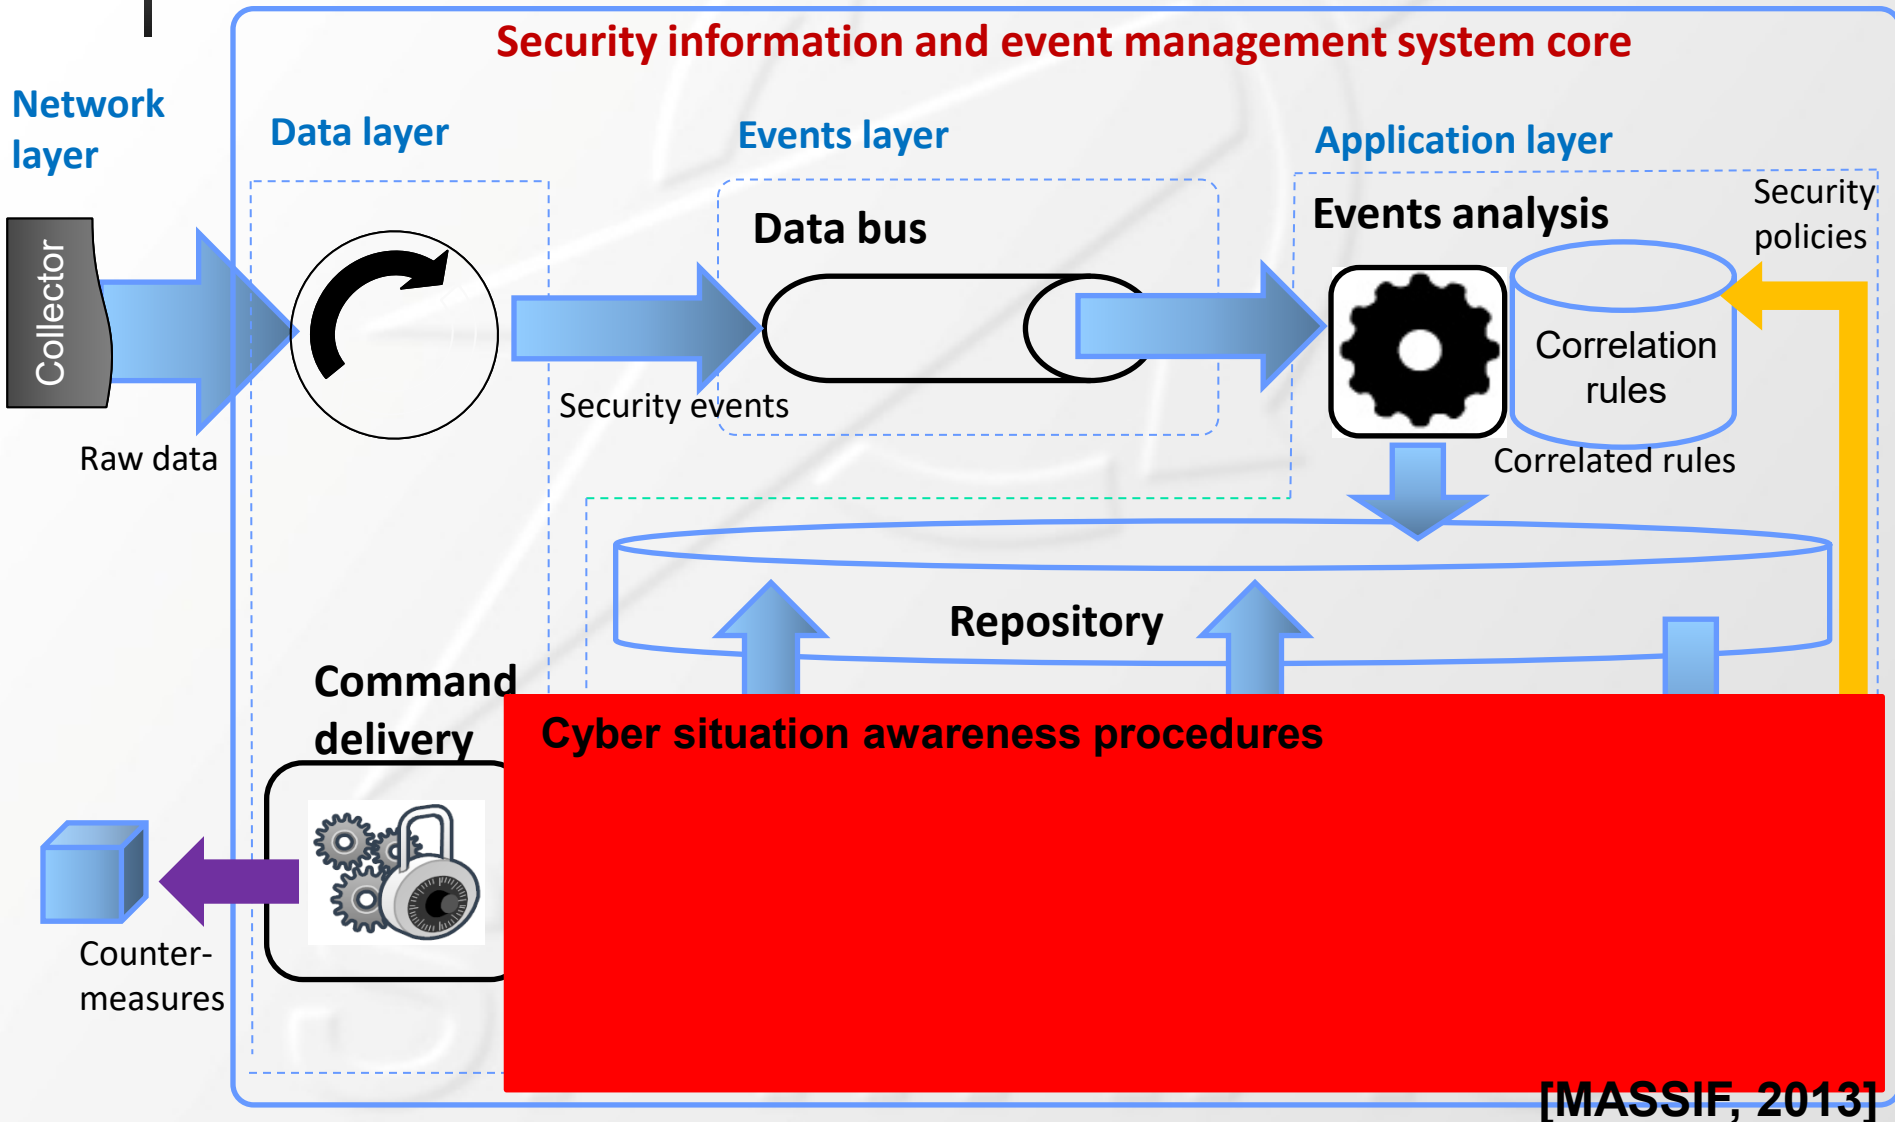 Security information and event management system core
Network
layer
Data layer
Events layer
Application layer
Collector
Data bus
Events analysis
Security
policies
Correlation
rules
Raw data
Security events
Correlated rules
Repository
Command
delivery
Cyber situation awareness procedures
Counter-
measures
[MASSIF, 2013]